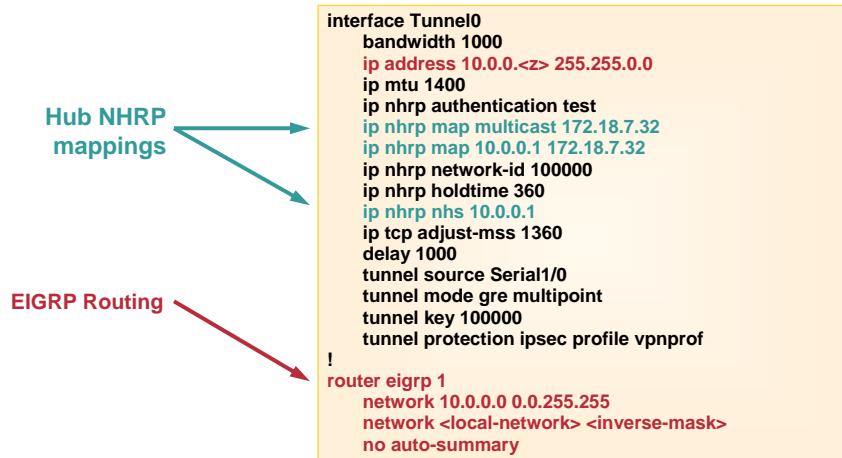 Hub NHRP
mappings
EIGRP Routing
interface Tunnel0
bandwidth 1000
ip address 10.0.0.<z> 255.255.0.0
ip mtu 1400
ip nhrp authentication test
ip nhrp map multicast 172.18.7.32
ip nhrp map 10.0.0.1 172.18.7.32
ip nhrp network-id 100000
ip nhrp holdtime 360
ip nhrp nhs 10.0.0.1
ip tcp adjust-mss 1360
delay 1000
tunnel source Serial1/0
tunnel mode gre multipoint
tunnel key 100000
tunnel protection ipsec profile vpnprof
!
router eigrp 1
network 10.0.0.0 0.0.255.255
network <local-network> <inverse-mask>
no auto-summary